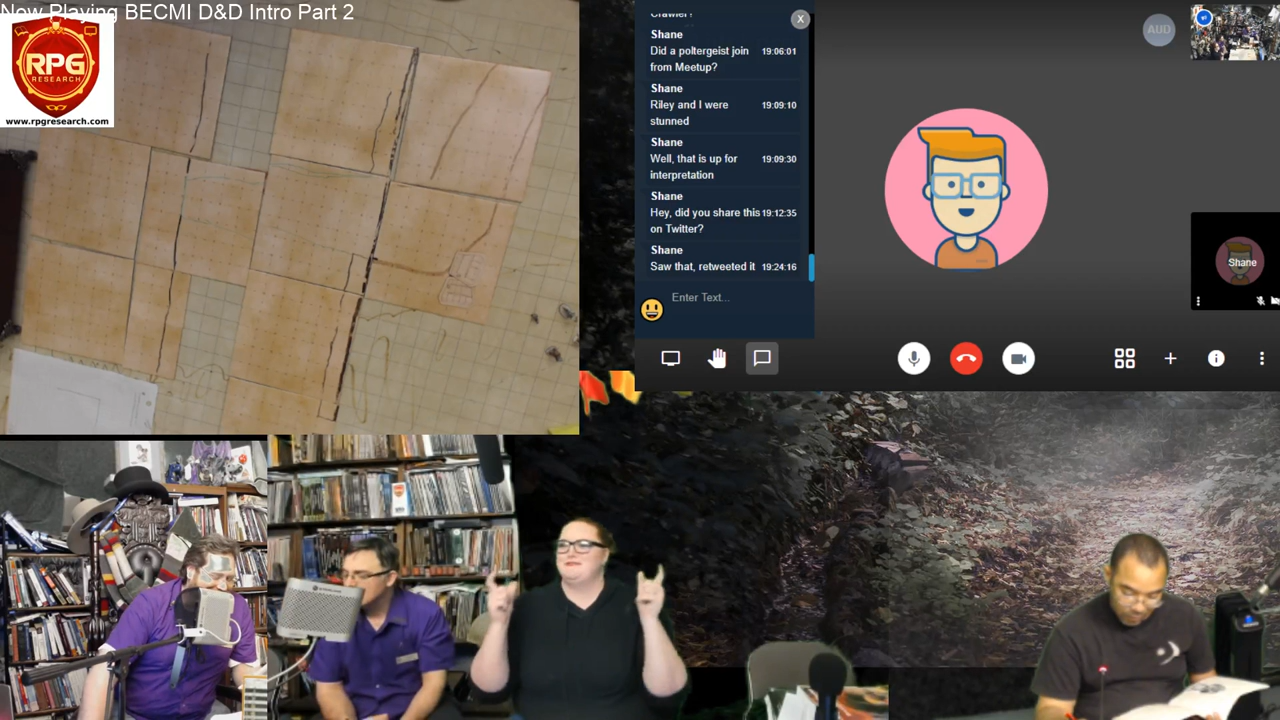 Now Playing BECMI D&D Intro Part 2
RPG
RESEARCH
www.rpgresearch.com
Crawler?
Shane
Did a poltergeist join 19:06:01
from Meetup?
Shane
Riley and I were 19:09:10
stunned
Shane
Well, that is up for 19:09:30
interpretation
Shane
Hey, did you share this 19:12:35
on Twitter?
Shane
Saw that, retweeted it 19:24:16
Enter Text...
X
AUD
Shane